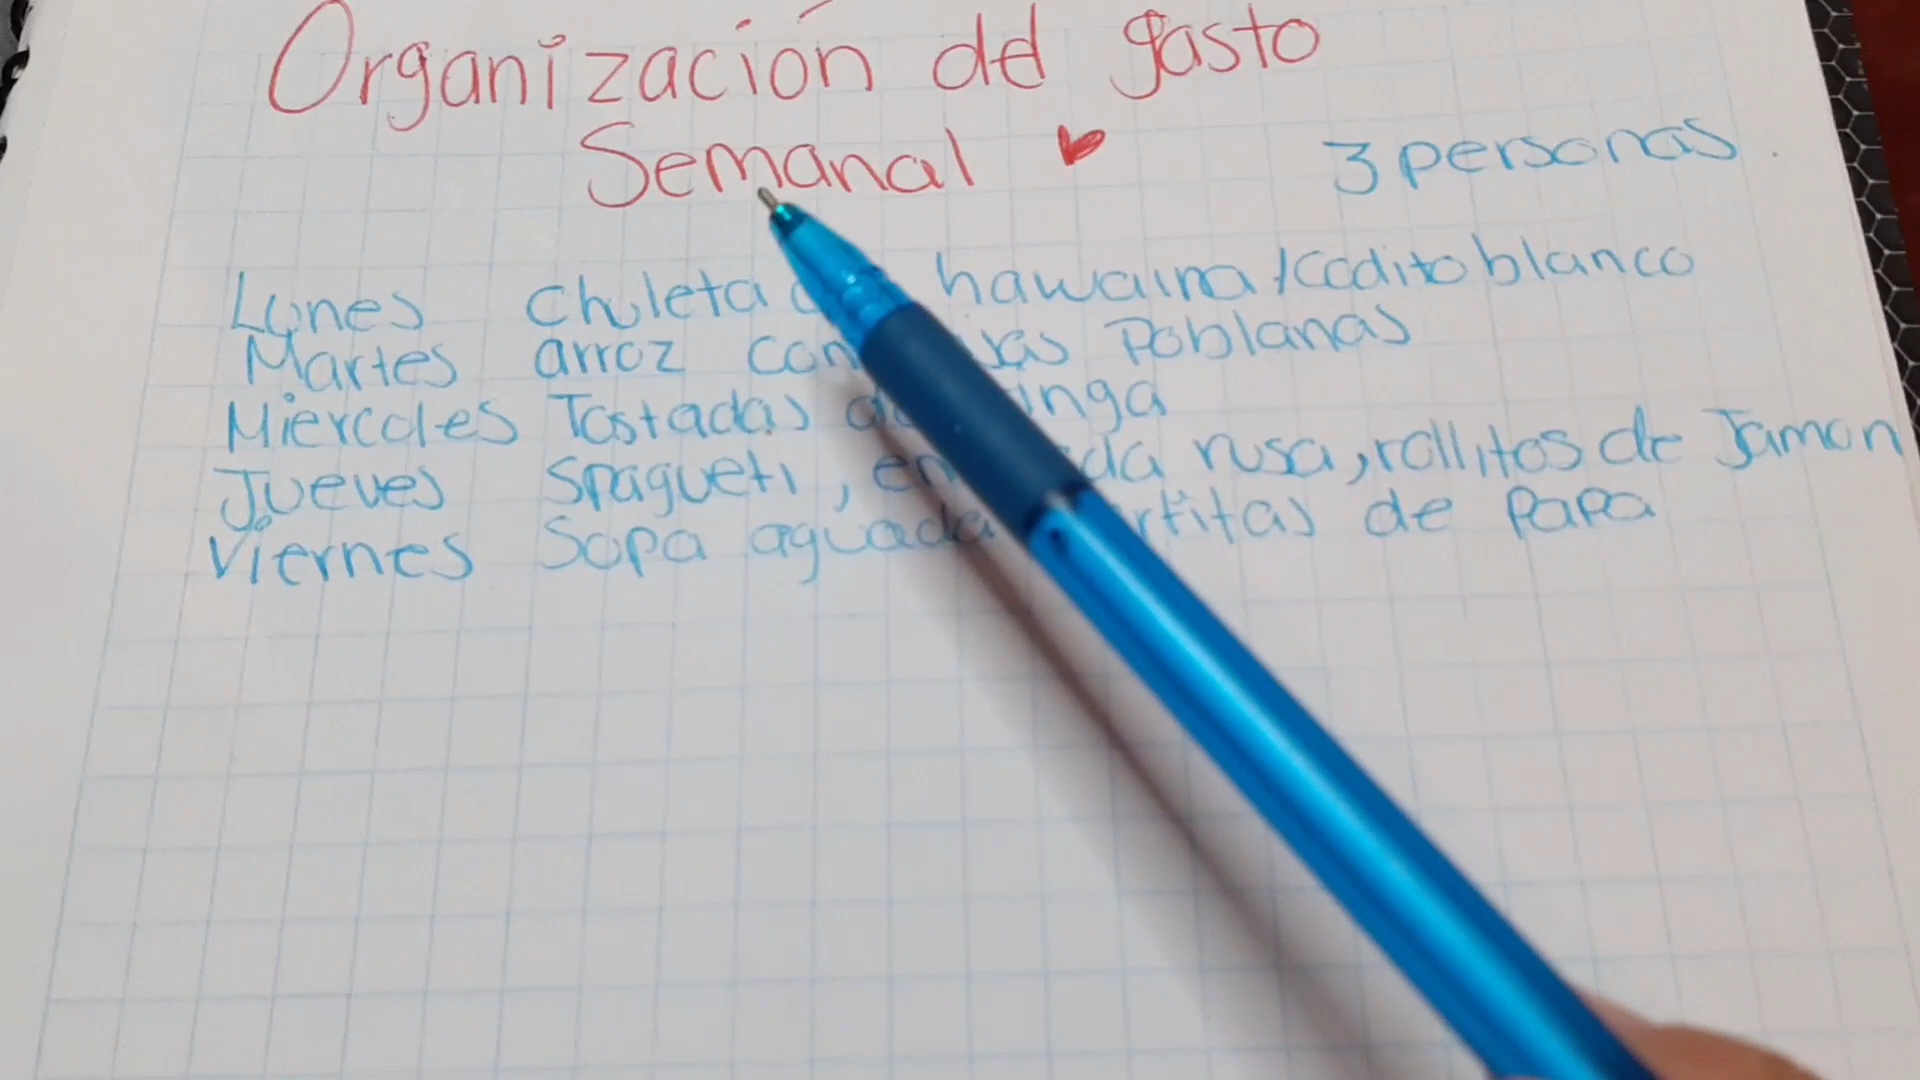 Organización del gasto
Semanal
3 personas
Lunes chuleta hawaina/codito blanco
Martes arroz con Poblanas
Miercoles Tostadas
Jueves Spagueti, rusa, rollitos de Jamon
Viernes Sopa aguada de papa